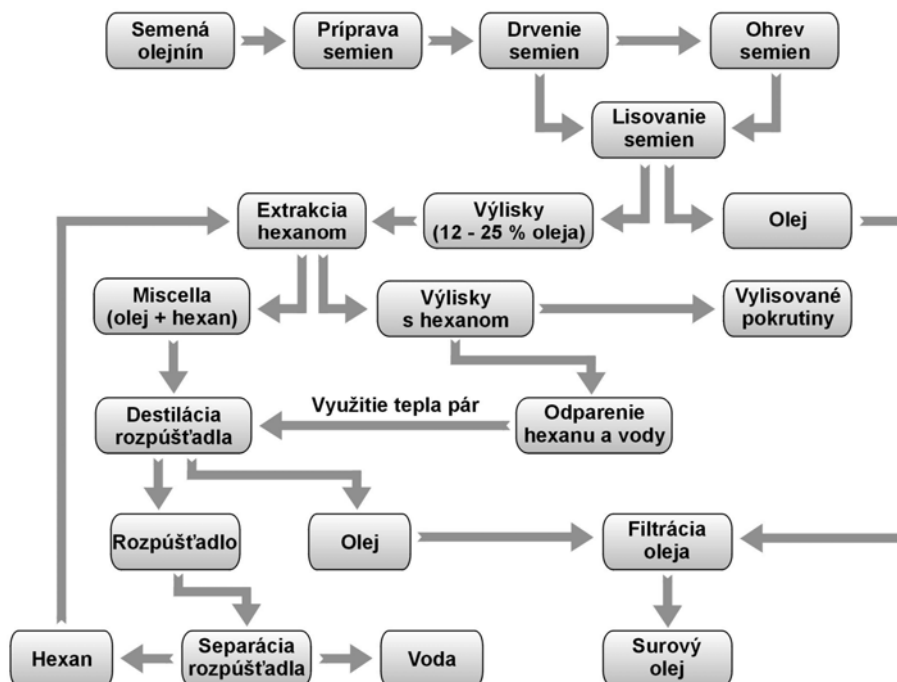 Semená
olejnín
Príprava
semien
Drvenie
semien
Ohrev
semien
Lisovanie
semien
Extrakcia
hexanom
Výlisky
(12 - 25 % oleja)
Olej
Miscella
(olej + hexan)
Výlisky
s hexanom
Vylisované
pokrutiny
Destilácia
rozpúšťadla
Využitie tepla pár
Odparenie
hexanu a vody
Rozpúšťadlo
Olej
Filtrácia
oleja
Hexan
Separácia
rozpúšťadla
Voda
Surový
olej